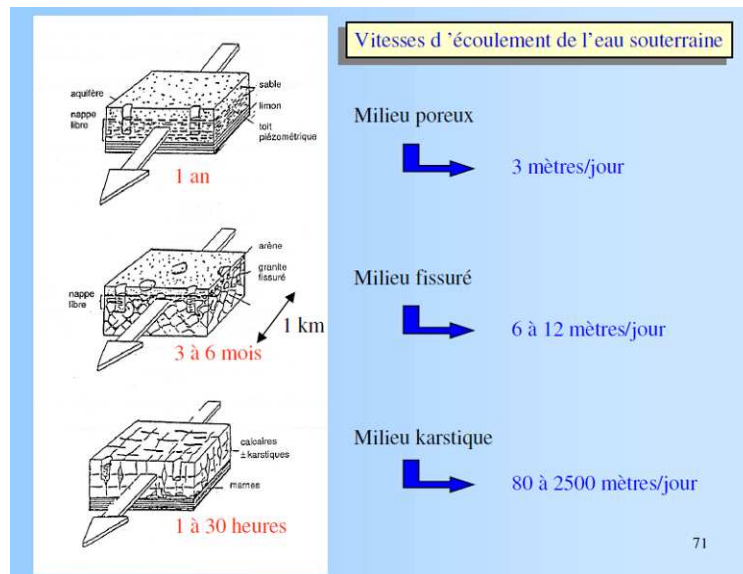 Vitesses d ’écoulement de l’eau souterraine
aquifère
sable
nappe
libre
limon
toit
piézométrique
1 an
Milieu poreux
3 mètres/jour
arène
granite
fissuré
nappe
libre
1 km
3 à 6 mois
Milieu fissuré
6 à 12 mètres/jour
calcaires
± karstiques
marnes
1 à 30 heures
Milieu karstique
80 à 2500 mètres/jour
71